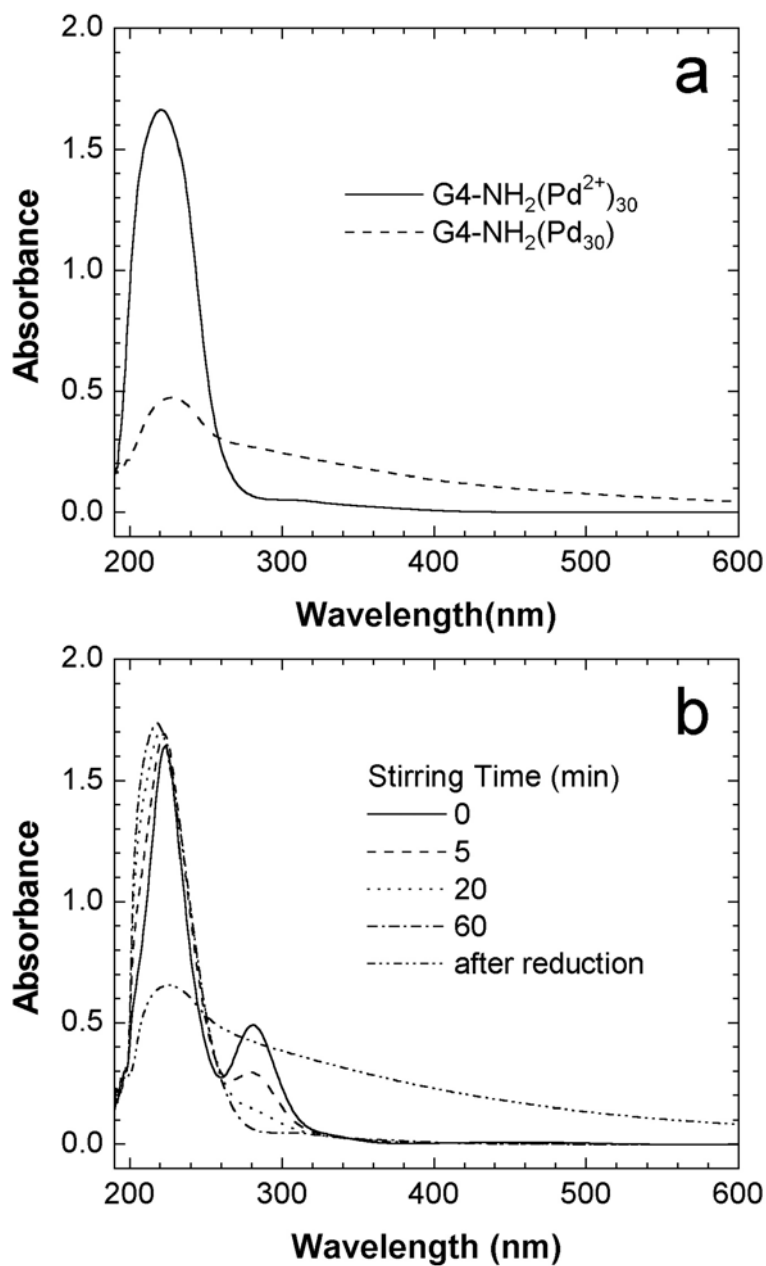 a
2.0
1.5
1.0
0.5
0.0
Absorbance
G4-NH₂(Pd²⁺)₃₀
G4-NH₂(Pd₃₀)
200 300 400 500 600
Wavelength(nm)
b
2.0
1.5
1.0
0.5
0.0
Absorbance
Stirring Time (min)
0
5
20
60
after reduction
200 300 400 500 600
Wavelength (nm)